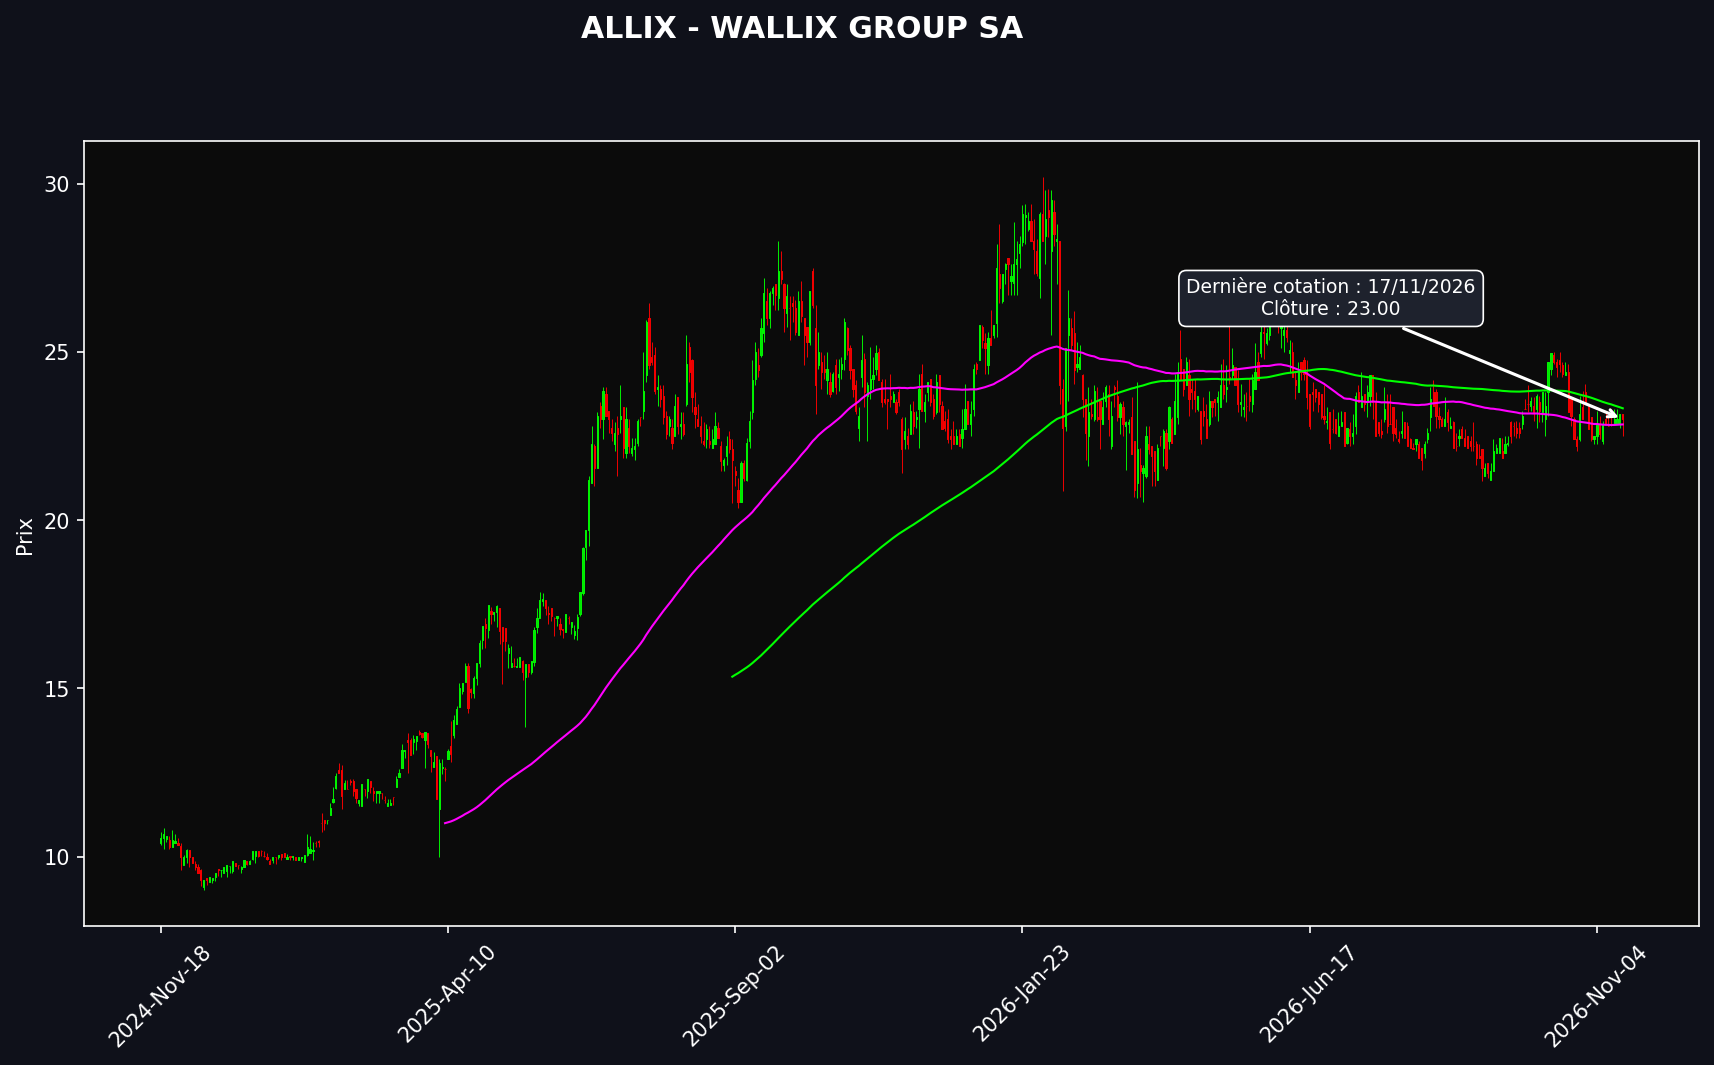 ALLIX - WALLIX GROUP SA
Prix
30
25
20
15
10
Dernière cotation : 17/11/2026
Clôture : 23.00
2024-Nov-18
2025-Apr-10
2025-Sep-02
2026-Jan-23
2026-Jun-17
2026-Nov-04